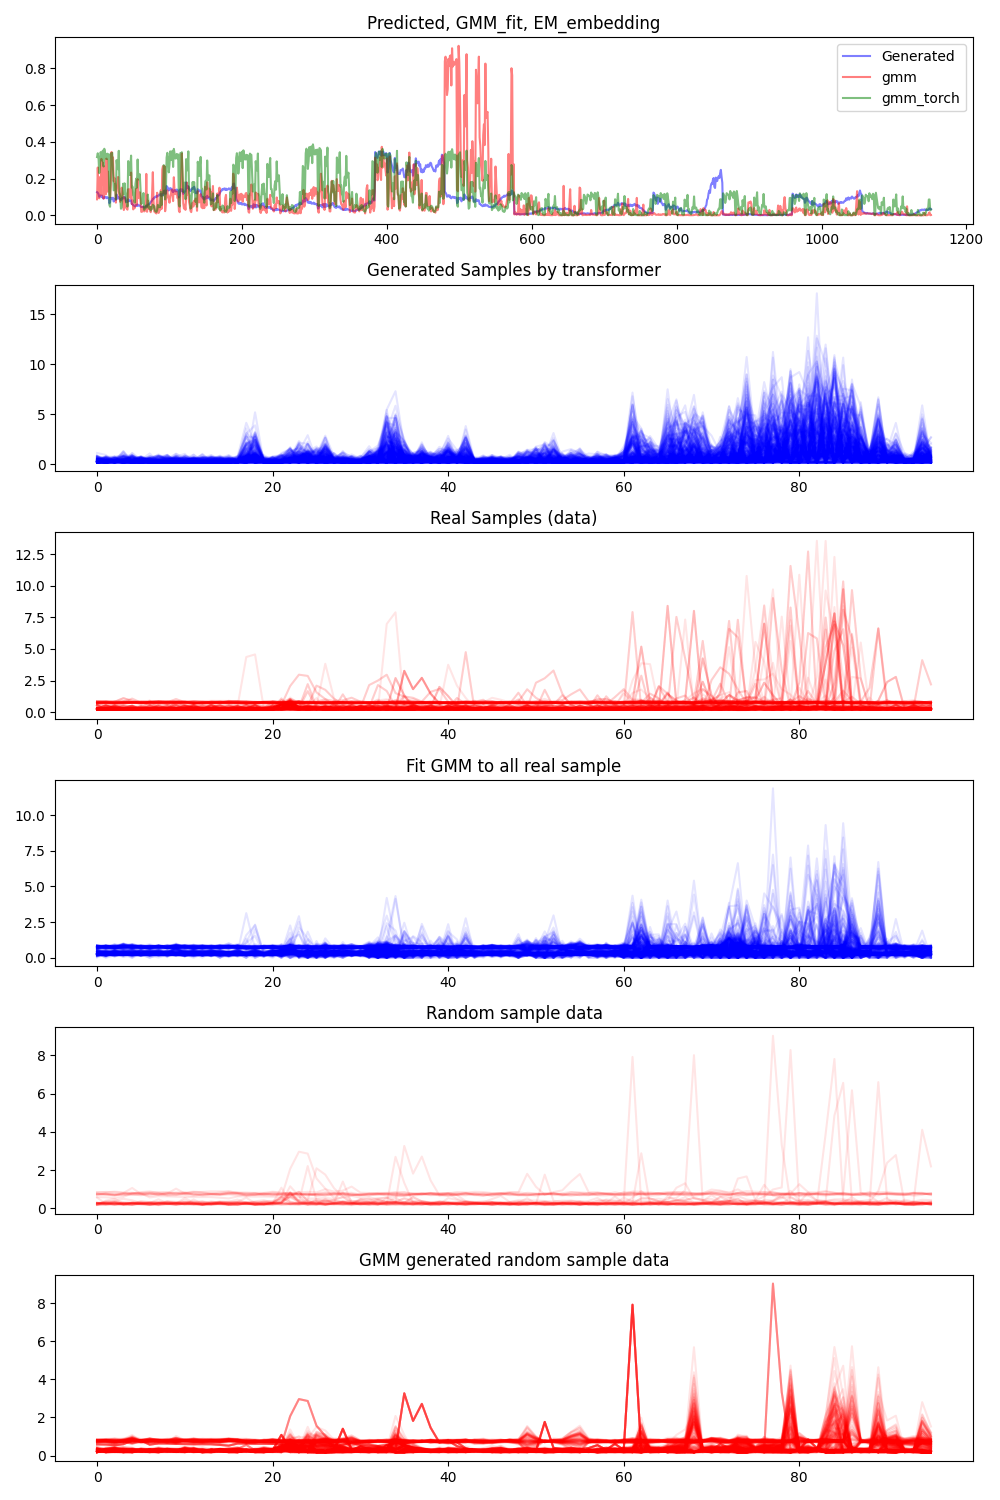 Predicted, GMM_fit, EM_embedding
Generated
gmm
gmm_torch
0.8
0.6
0.4
0.2
0.0
0 200 400 600 800 1000 1200
Generated Samples by transformer
15
10
5
0
0 20 40 60 80
Real Samples (data)
12.5
10.0
7.5
5.0
2.5
0.0
0 20 40 60 80
Fit GMM to all real sample
10.0
7.5
5.0
2.5
0.0
0 20 40 60 80
Random sample data
8
6
4
2
0
0 20 40 60 80
GMM generated random sample data
8
6
4
2
0
0 20 40 60 80